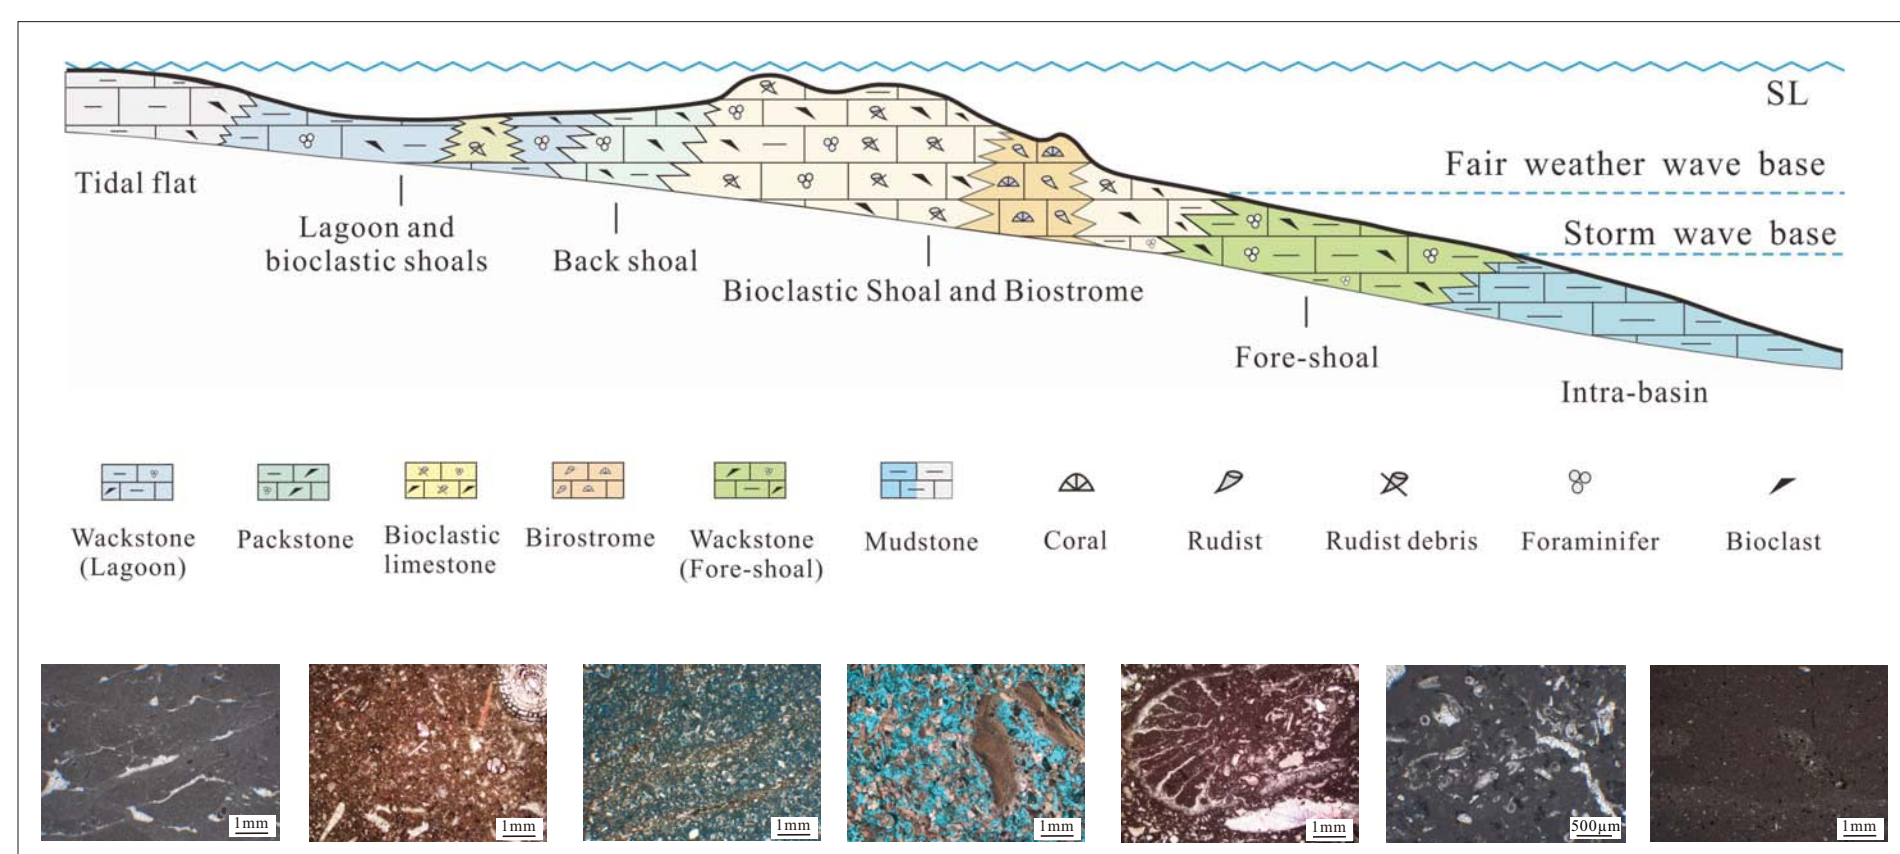 SL
Fair weather wave base
Storm wave base
Tidal flat
Lagoon and
bioclastic shoals
Back shoal
Bioclastic Shoal and Biostrome
Fore-shoal
Intra-basin
Wackstone
(Lagoon)
Packstone
Bioclastic
limestone
Birostrome
Wackstone
(Fore-shoal)
Mudstone
Coral
Rudist
Rudist debris
Foraminifer
Bioclast
1mm
1mm
1mm
1mm
1mm
500μm
1mm